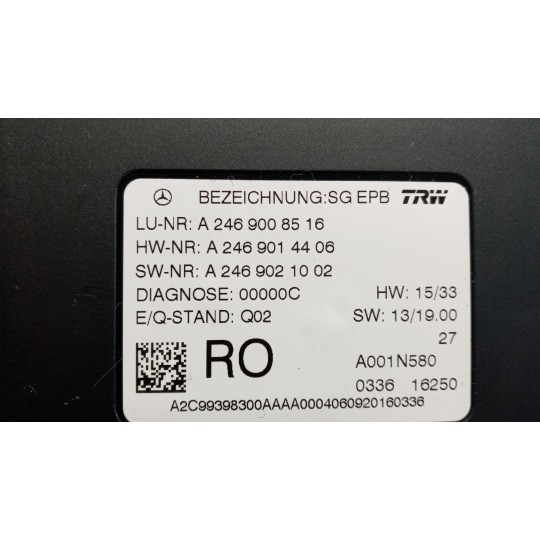 BEZEICHNUNG:SG EPB TRW
LU-NR: A 246 900 85 16
HW-NR: A 246 901 44 06
SW-NR: A 246 902 10 02
DIAGNOSE: 00000C HW: 15/33
E/Q-STAND: Q02 SW: 13/19.00
27
RO A001N580
0336 16250
A2C99398300AAAA0004060920160336